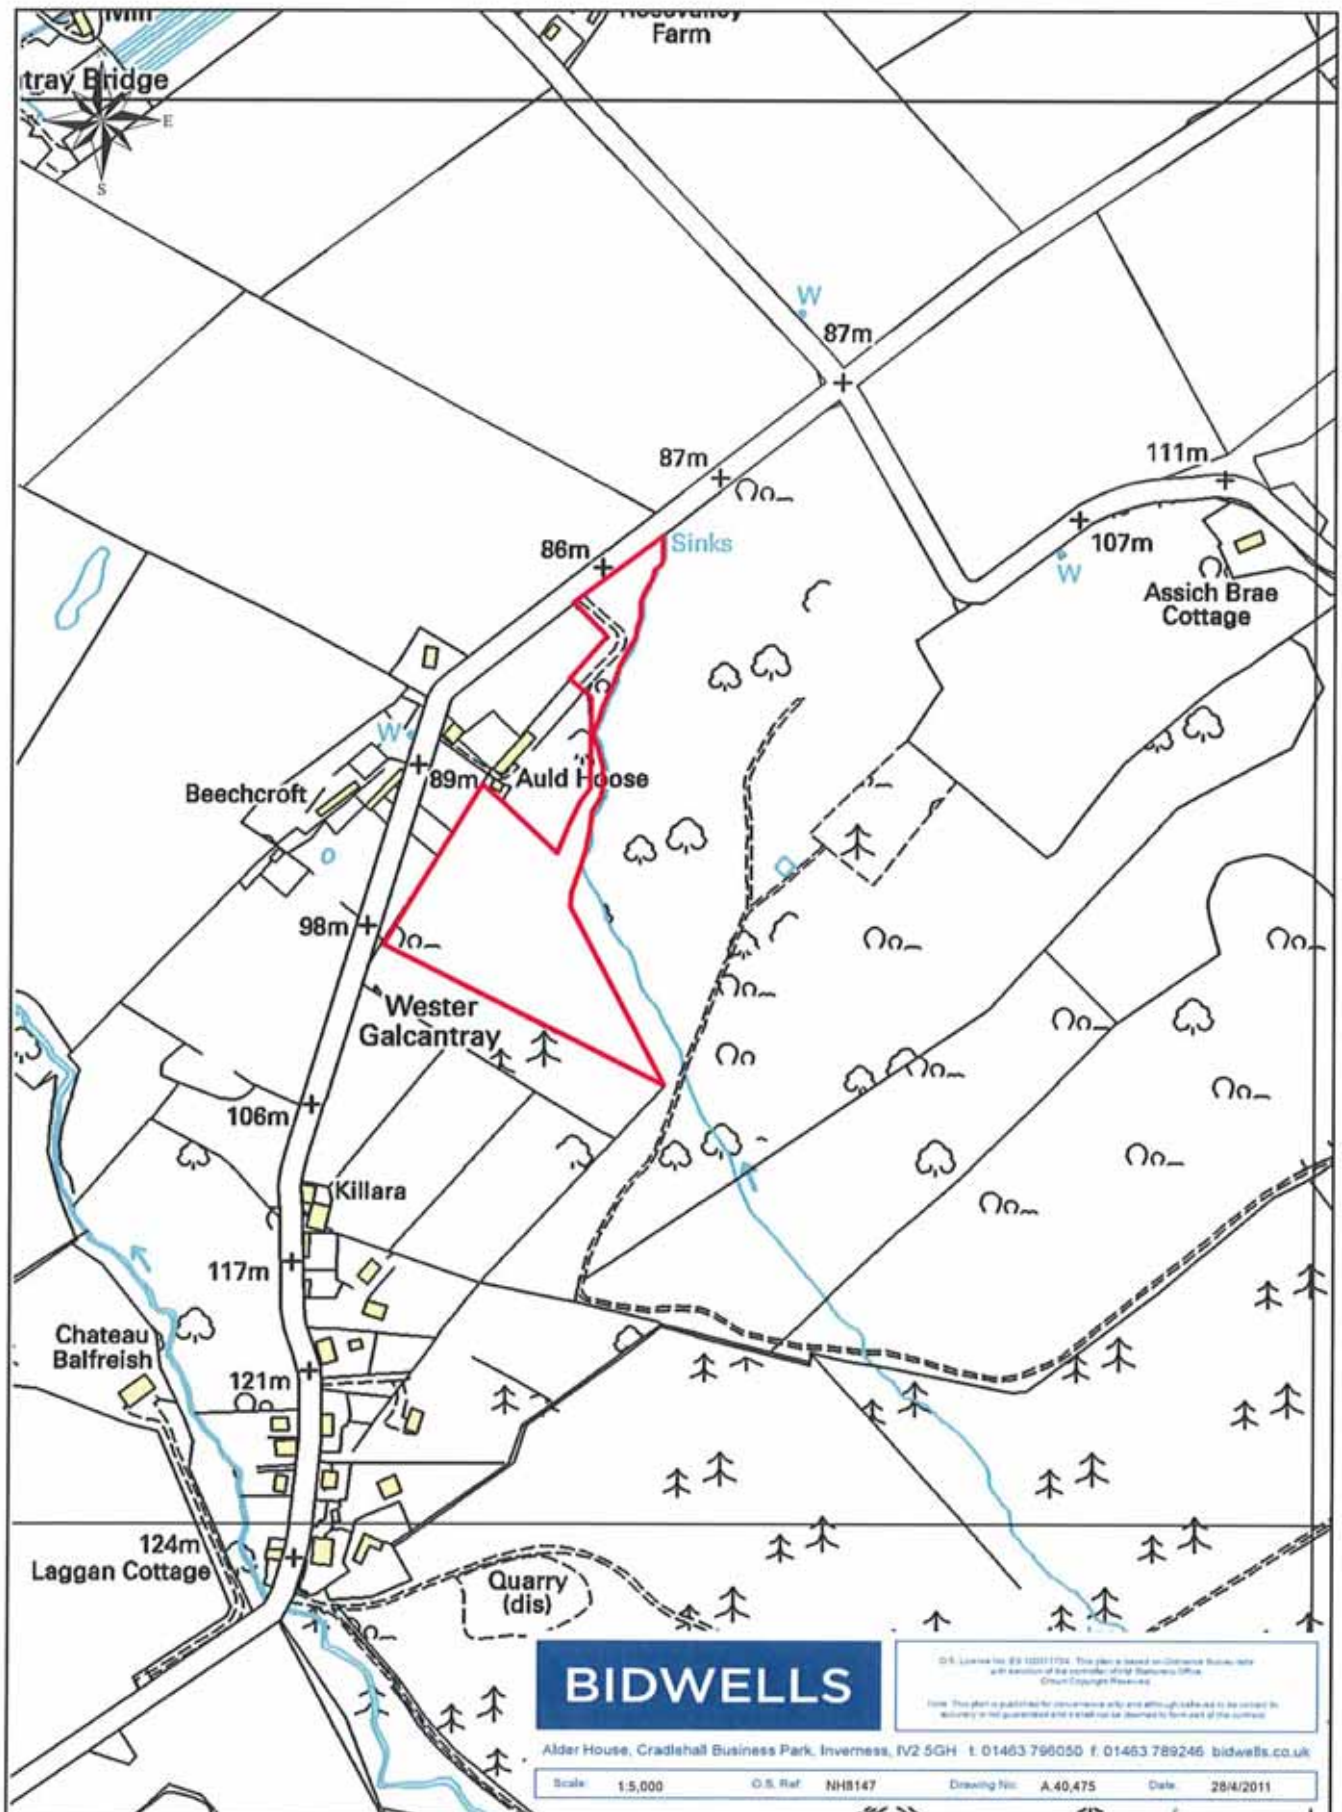 Mill
Farm
tray Bridge
E
S
W
87m
87m
111m
86m
Sinks
107m
W
Assich Brae
Cottage
W
89m
Auld Hoose
Beechcroft
98m
Wester
Galcantray
106m
Killara
117m
Chateau
Balfreish
121m
124m
Laggan Cottage
Quarry
(dis)
BIDWELLS
Alder House, Cradlehall Business Park, Inverness, IV2 5GH t. 01463 796050 f. 01463 789246 bidwells.co.uk
Scale: 1:5,000 O.S. Ref: NH8147 Drawing No: A.40,475 Date: 28/4/2011